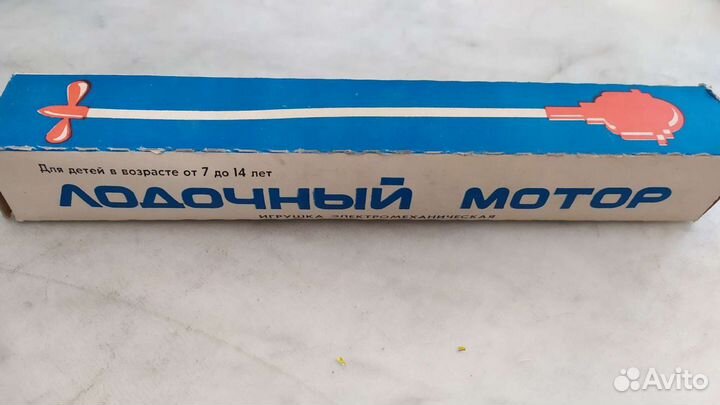 Для детей в возрасте от 7 до 14 лет
ЛОДОЧНЫЙ МОТОР
ИГРУШКА ЭЛЕКТРОМЕХАНИЧЕСКАЯ
Avito